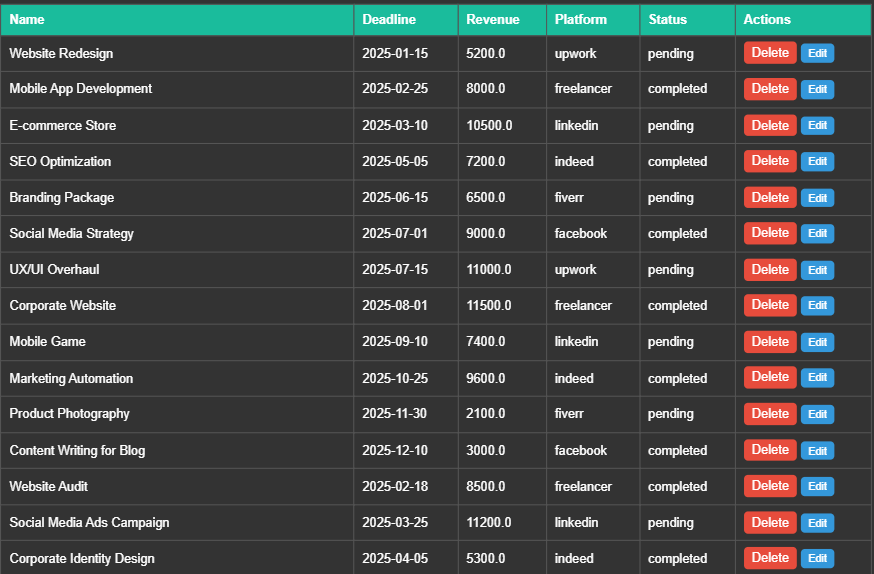 Name Deadline Revenue Platform Status Actions
Website Redesign 2025-01-15 5200.0 upwork pending Delete Edit
Mobile App Development 2025-02-25 8000.0 freelancer completed Delete Edit
E-commerce Store 2025-03-10 10500.0 linkedin pending Delete Edit
SEO Optimization 2025-05-05 7200.0 indeed completed Delete Edit
Branding Package 2025-06-15 6500.0 fiverr pending Delete Edit
Social Media Strategy 2025-07-01 9000.0 facebook completed Delete Edit
UX/UI Overhaul 2025-07-15 11000.0 upwork pending Delete Edit
Corporate Website 2025-08-01 11500.0 freelancer completed Delete Edit
Mobile Game 2025-09-10 7400.0 linkedin pending Delete Edit
Marketing Automation 2025-10-25 9600.0 indeed completed Delete Edit
Product Photography 2025-11-30 2100.0 fiverr pending Delete Edit
Content Writing for Blog 2025-12-10 3000.0 facebook completed Delete Edit
Website Audit 2025-02-18 8500.0 freelancer completed Delete Edit
Social Media Ads Campaign 2025-03-25 11200.0 linkedin pending Delete Edit
Corporate Identity Design 2025-04-05 5300.0 indeed completed Delete Edit